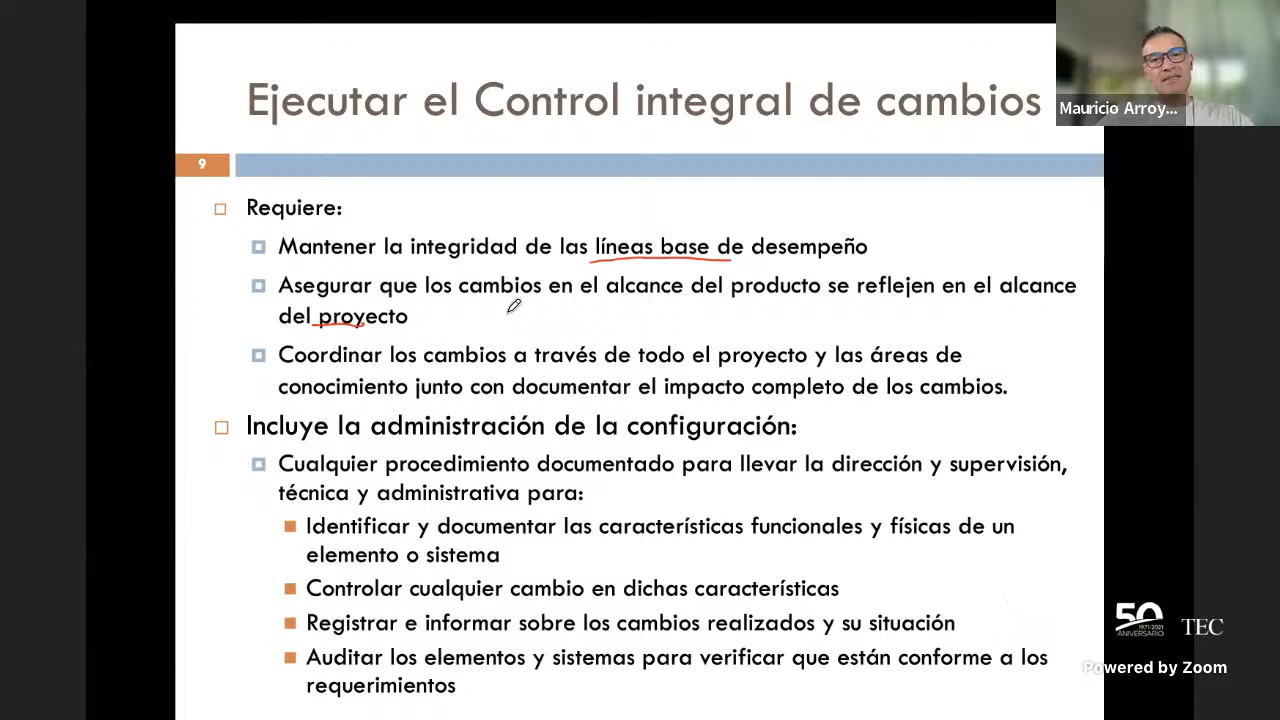 Ejecutar el Control integral de cambios
Mauricio Arroy...
9
Requiere:
Mantener la integridad de las líneas base de desempeño
Asegurar que los cambios en el alcance del producto se reflejen en el alcance
del proyecto
Coordinar los cambios a través de todo el proyecto y las áreas de
conocimiento junto con documentar el impacto completo de los cambios.
Incluye la administración de la configuración:
Cualquier procedimiento documentado para llevar la dirección y supervisión,
técnica y administrativa para:
Identificar y documentar las características funcionales y físicas de un
elemento o sistema
Controlar cualquier cambio en dichas características
Registrar e informar sobre los cambios realizados y su situación
Auditar los elementos y sistemas para verificar que están conforme a los
requerimientos
50
1971-2021
ANIVERSARIO
TEC
Powered by Zoom